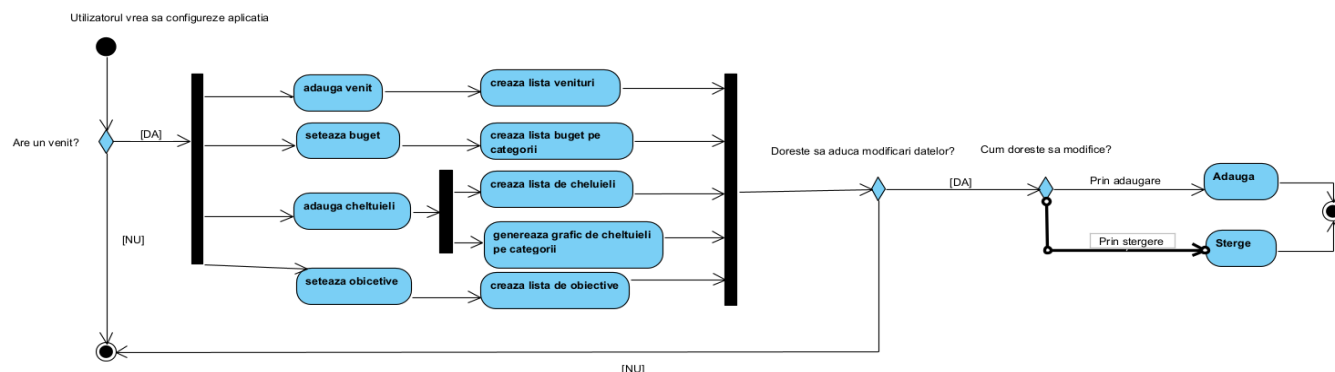 Utilizatorul vrea sa configureze aplicatia
Are un venit?
[DA]
[NU]
adauga venit
creaza lista venituri
seteaza buget
creaza lista buget pe
categorii
adauga cheltuieli
creaza lista de cheluieli
genereaza grafic de cheltuieli
pe categorii
seteaza obicetive
creaza lista de obiective
Doreste sa aduca modificari datelor?
[DA]
[NU]
Cum doreste sa modifice?
Prin adaugare
Adauga
Prin stergere
Sterge